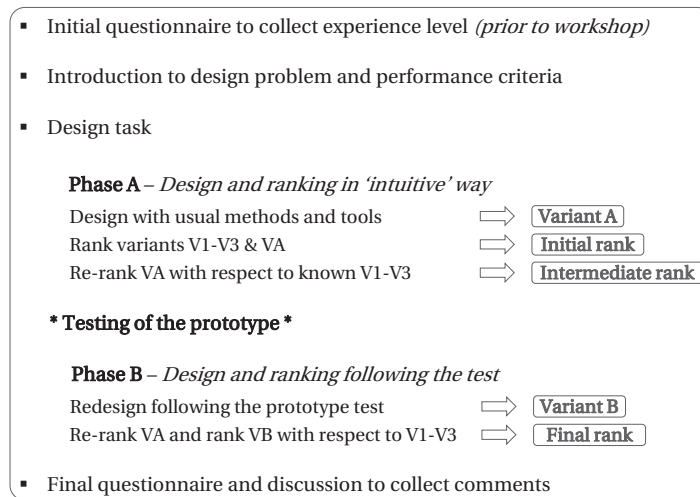 ▪ Initial questionnaire to collect experience level (prior to workshop)
▪ Introduction to design problem and performance criteria
▪ Design task
Phase A – Design and ranking in ‘intuitive’ way
Design with usual methods and tools Variant A
Rank variants V1-V3 & VA Initial rank
Re-rank VA with respect to known V1-V3 Intermediate rank
* Testing of the prototype *
Phase B – Design and ranking following the test
Redesign following the prototype test Variant B
Re-rank VA and rank VB with respect to V1-V3 Final rank
▪ Final questionnaire and discussion to collect comments